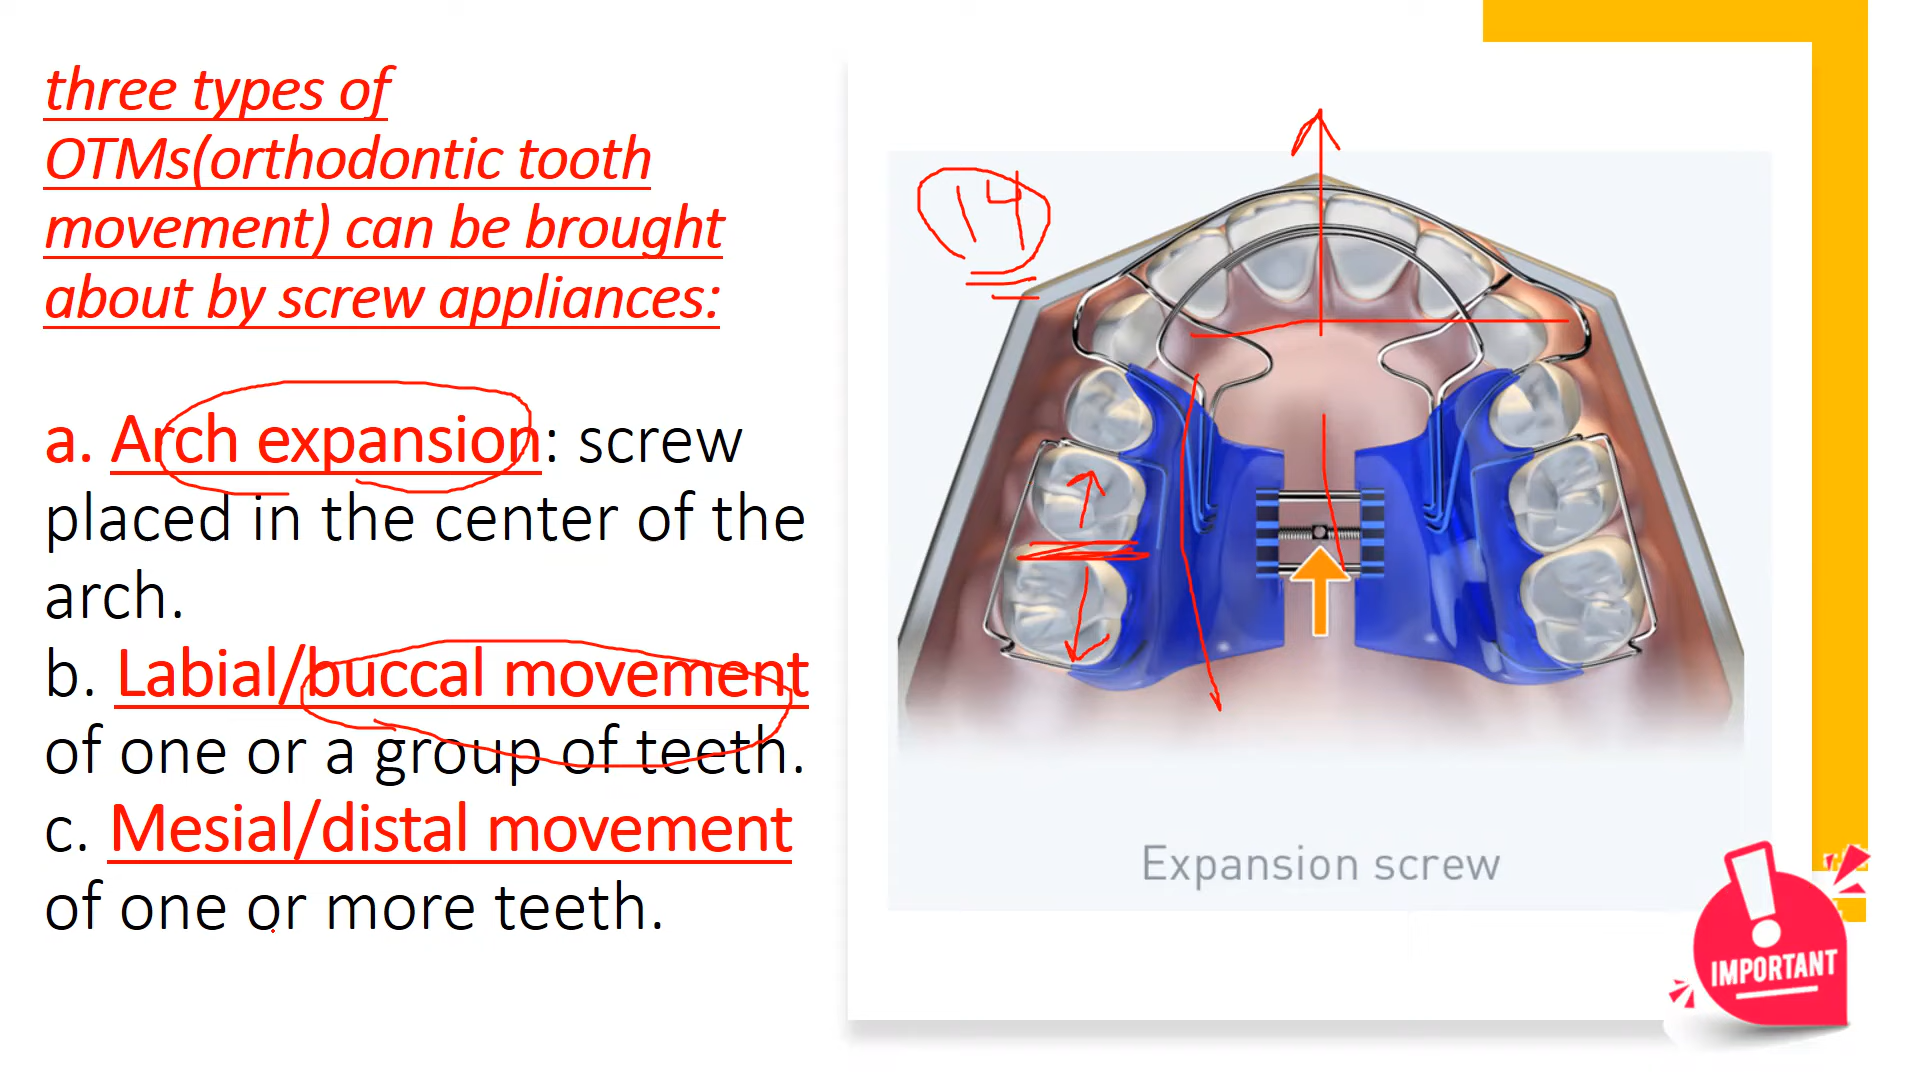 three types of
OTMs(orthodontic tooth
movement) can be brought
about by screw appliances:
a. Arch expansion: screw
placed in the center of the
arch.
b. Labial/buccal movement
of one or a group of teeth.
c. Mesial/distal movement
of one or more teeth.
14
Expansion screw
IMPORTANT